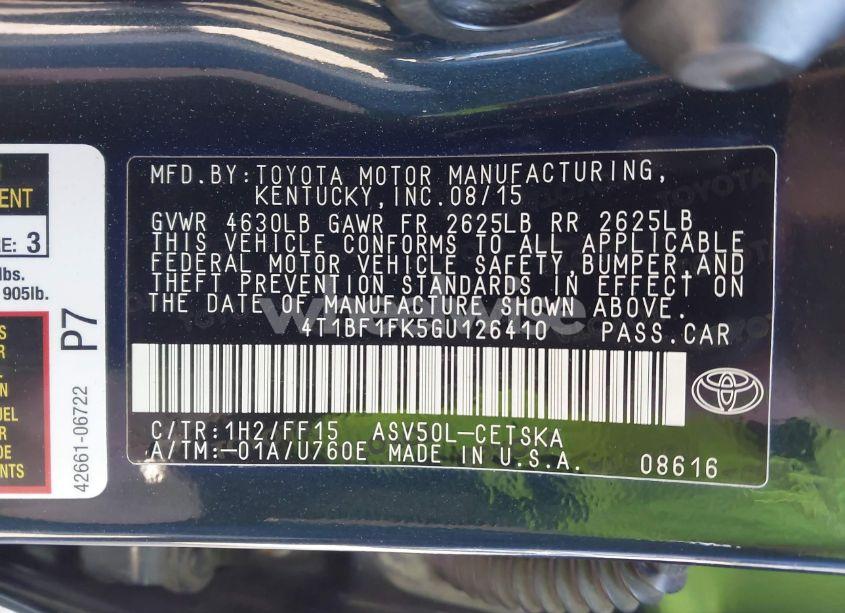 MFD.BY:TOYOTA MOTOR MANUFACTURING,
KENTUCKY,INC.08/15
GVWR 4630LB GAWR FR 2625LB RR 2625LB
THIS VEHICLE CONFORMS TO ALL APPLICABLE
FEDERAL MOTOR VEHICLE SAFETY,BUMPER,AND
THEFT PREVENTION STANDARDS IN EFFECT ON
THE DATE OF MANUFACTURE SHOWN ABOVE.
4T1BF1FK5GU126410 PASS.CAR
C/TR:1H2/FF15 ASV50L-CETSKA
A/TM:-01A/U760E MADE IN U.S.A. 08616
3
lbs.
905lb.
P7
42661-06722